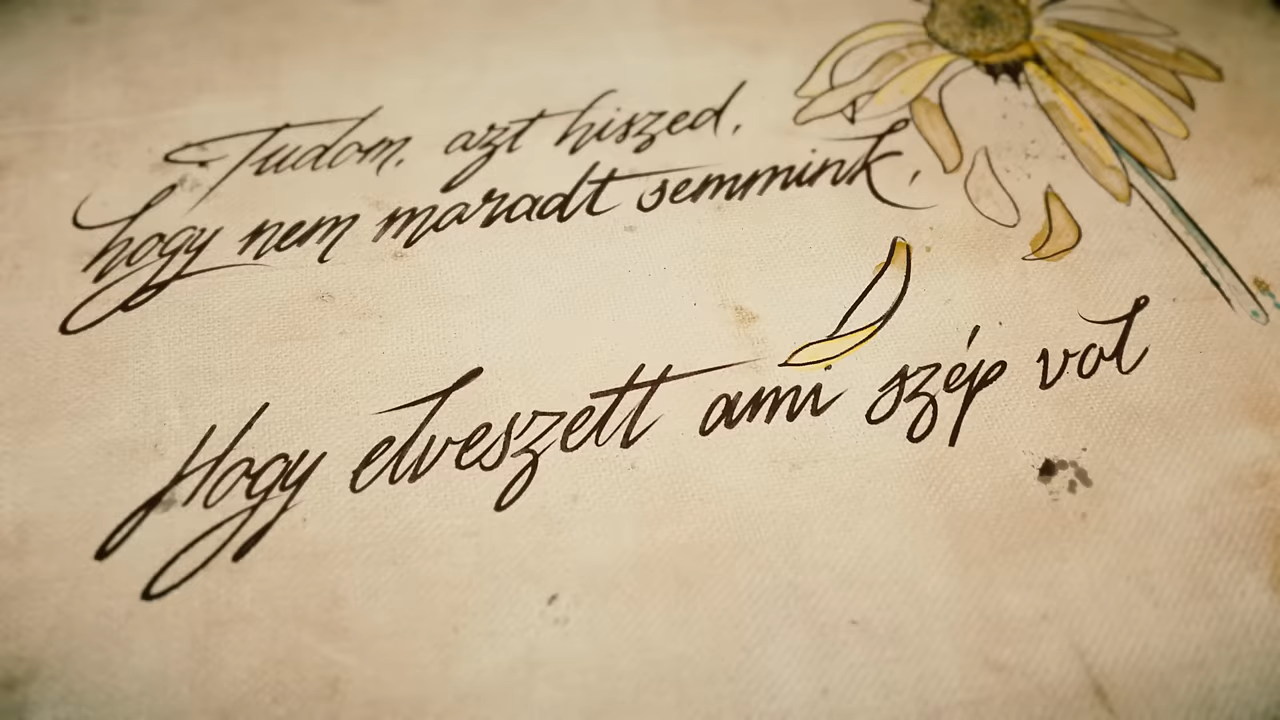 Tudom, azt hiszed,
hogy nem maradt semmink,
Hogy elveszett ami szép vol